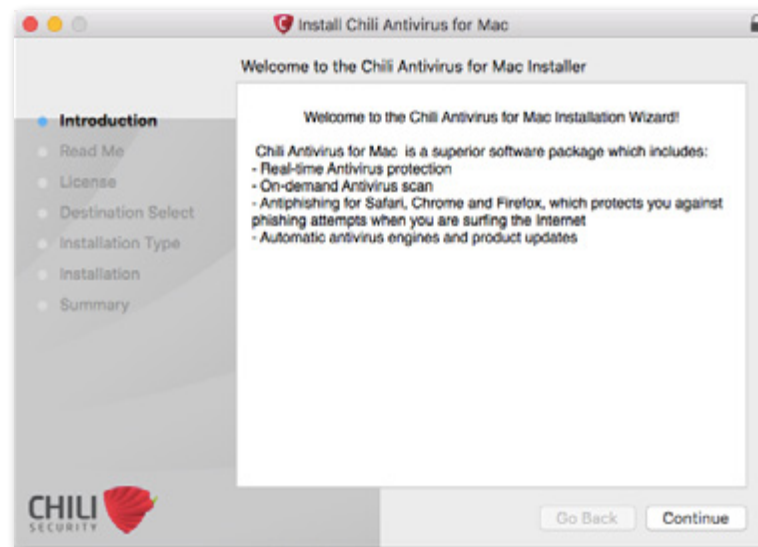 Install Chili Antivirus for Mac
Welcome to the Chili Antivirus for Mac Installer
Introduction
Read Me
License
Destination Select
Installation Type
Installation
Summary
Welcome to the Chili Antivirus for Mac Installation Wizard!
Chili Antivirus for Mac is a superior software package which includes:
- Real-time Antivirus protection
- On-demand Antivirus scan
- Antiphishing for Safari, Chrome and Firefox, which protects you against
phishing attempts when you are surfing the Internet
- Automatic antivirus engines and product updates
CHILI
SECURITY
Go Back
Continue